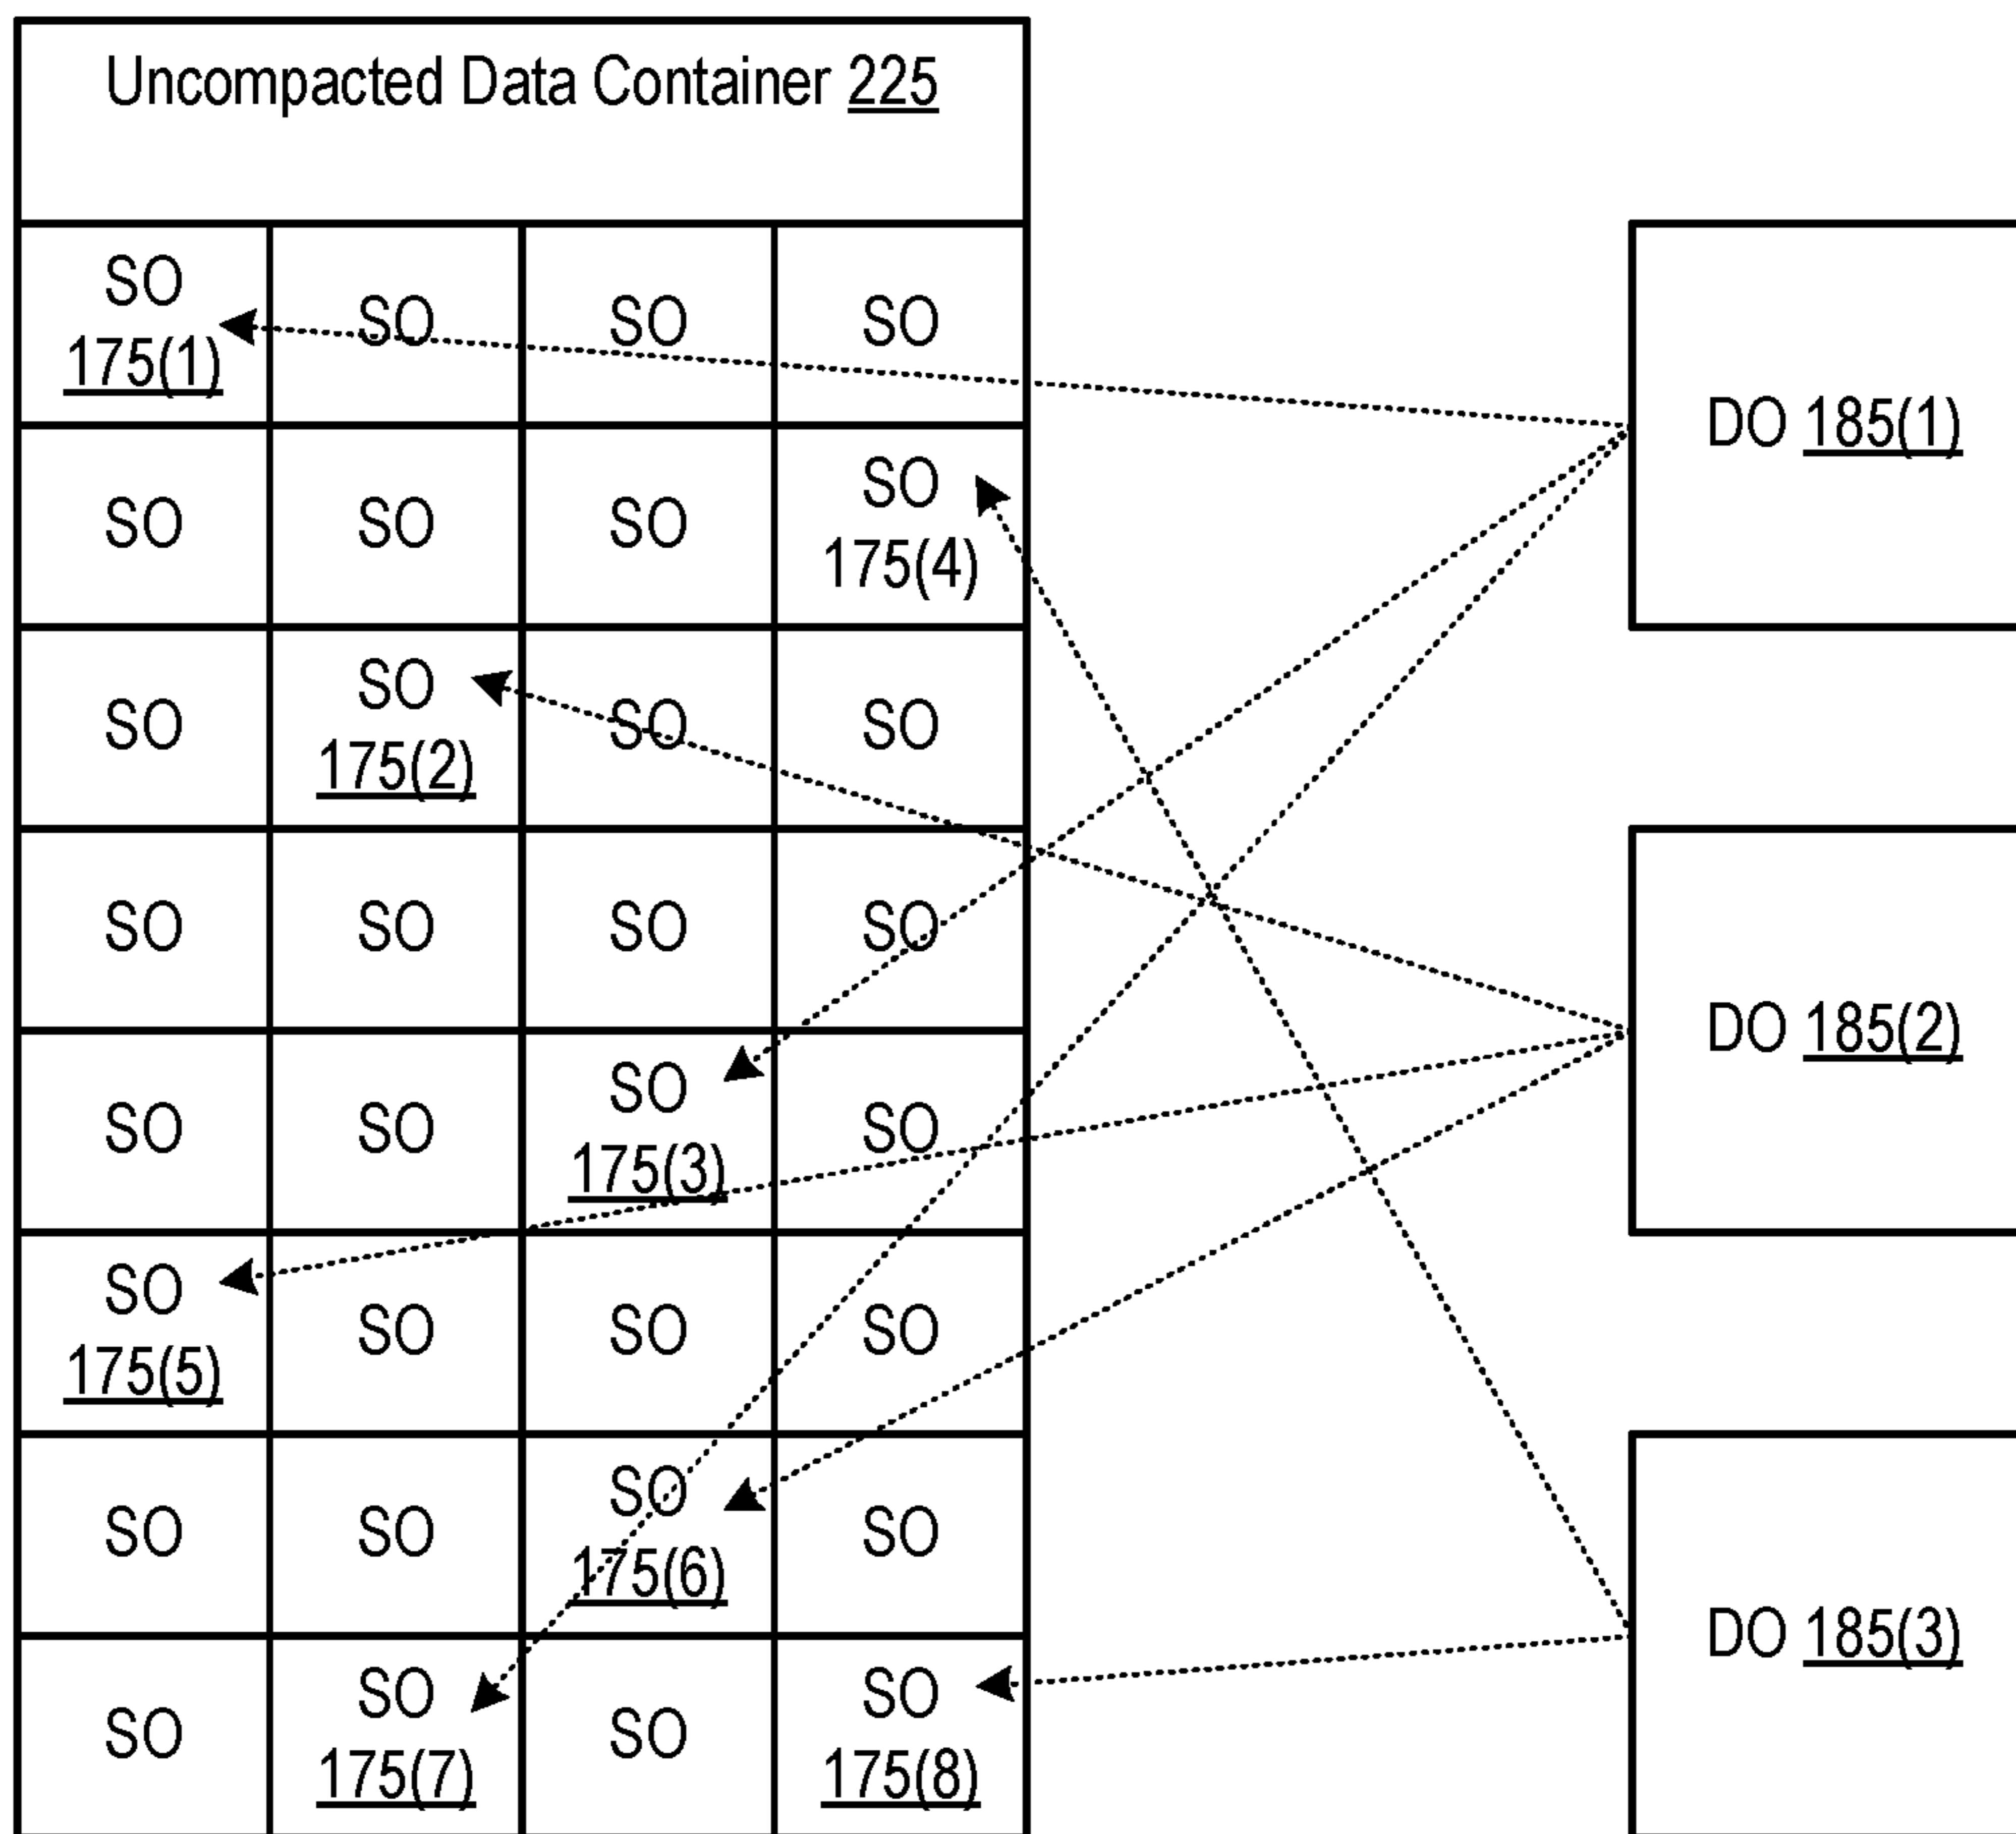 Uncompacted Data Container 225
SO
175(1)
SO
SO
SO
SO
SO
SO
SO
175(4)
SO
SO
175(2)
SO
SO
SO
SO
SO
SO
SO
SO
SO
175(3)
SO
SO
175(5)
SO
SO
SO
SO
SO
SO
175(6)
SO
SO
SO
175(7)
SO
SO
175(8)
DO 185(1)
DO 185(2)
DO 185(3)